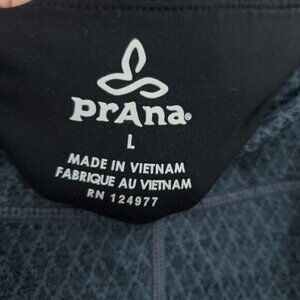 prAna®
L
MADE IN VIETNAM
FABRIQUE AU VIETNAM
RN 124977